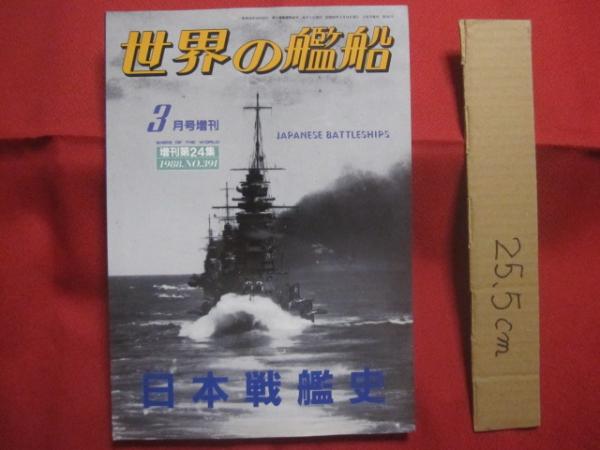 世界の艦船
3月号増刊
SHIPS OF THE WORLD
増刊第24集
1988.NO.391
JAPANESE BATTLESHIPS
日本戦艦史
25.5cm